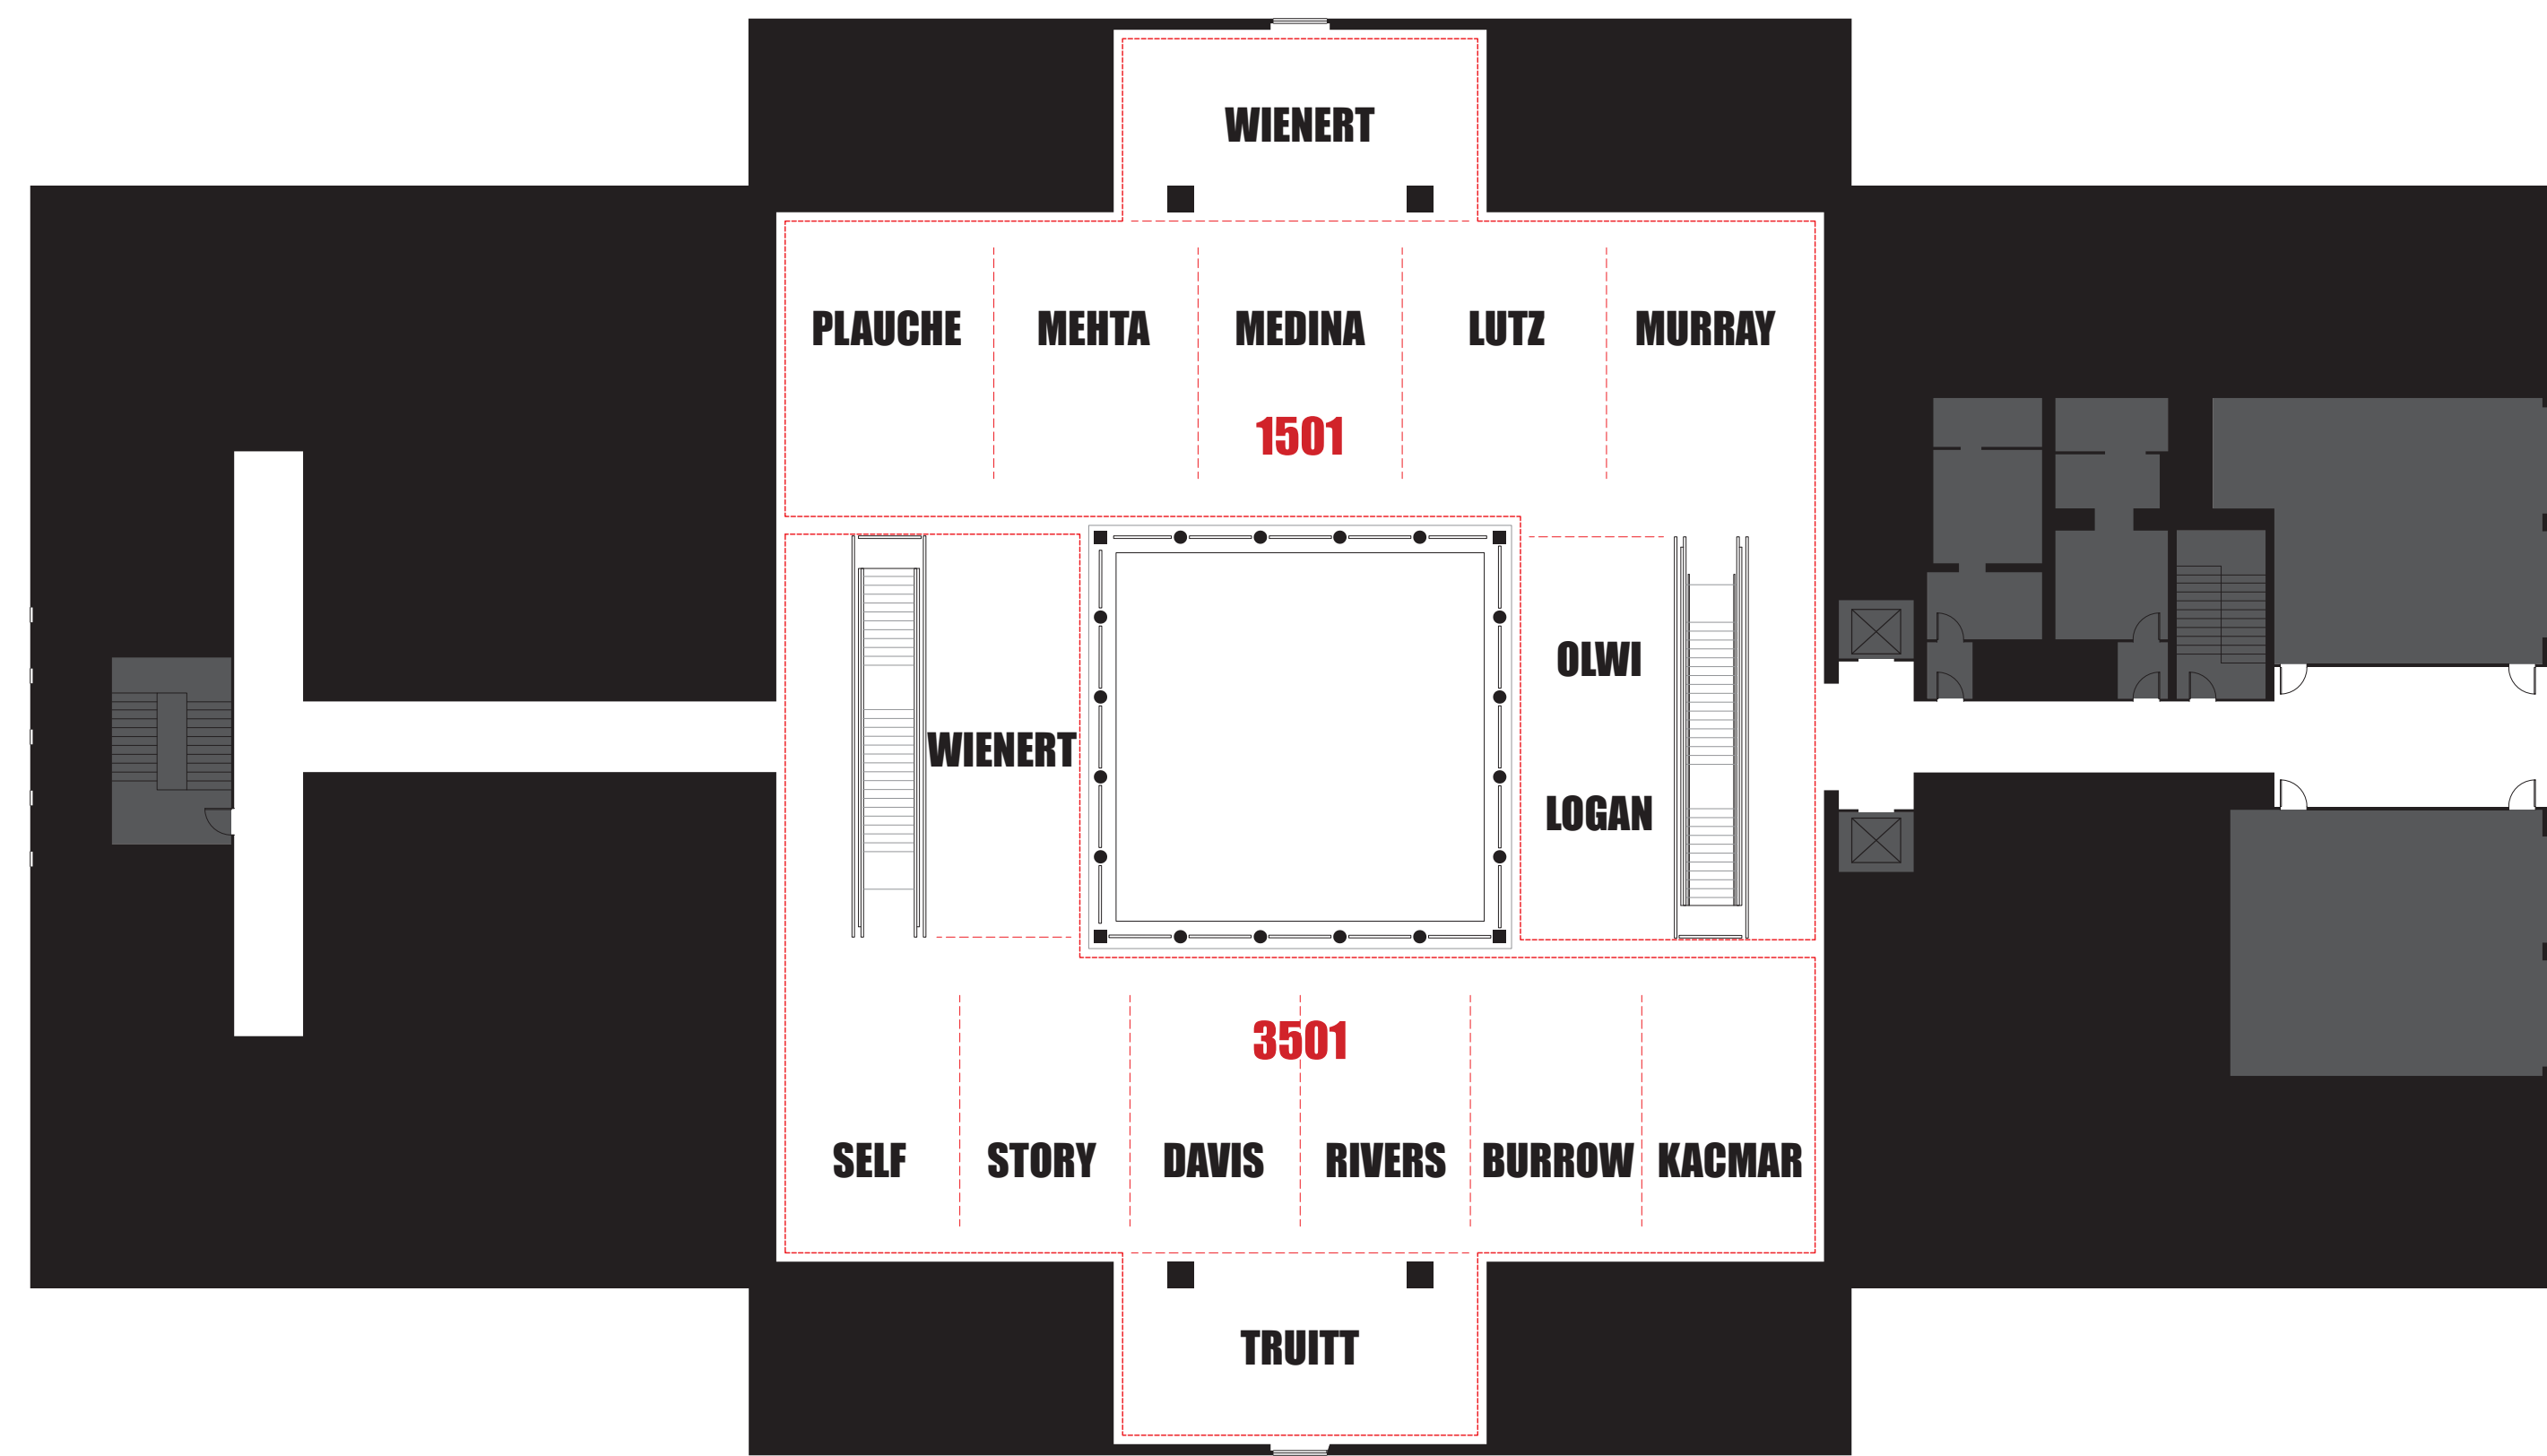 WIENERT
PLAUCHE MEHTA MEDINA LUTZ MURRAY
1501
OLWI
WIENERT
LOGAN
3501
SELF STORY DAVIS RIVERS BURROW KACMAR
TRUITT